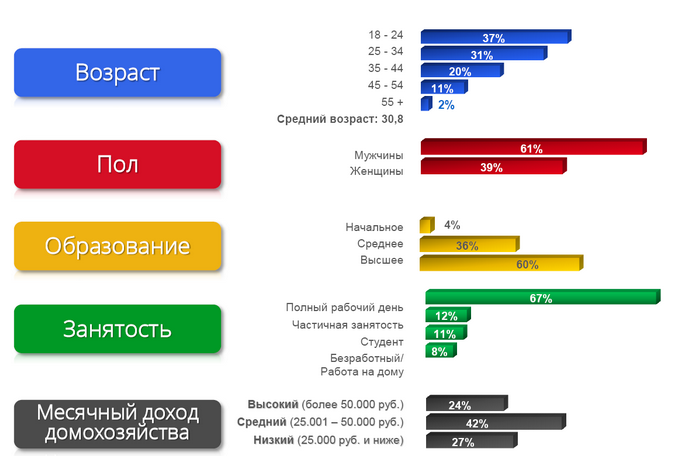 Возраст
18 - 24 37%
25 - 34 31%
35 - 44 20%
45 - 54 11%
55 + 2%
Средний возраст: 30,8
Пол
Мужчины 61%
Женщины 39%
Образование
Начальное 4%
Среднее 36%
Высшее 60%
Занятость
Полный рабочий день 67%
Частичная занятость 12%
Студент 11%
Безработный/ 8%
Работа на дому
Месячный доход
домохозяйства
Высокий (более 50.000 руб.) 24%
Средний (25.001 – 50.000 руб.) 42%
Низкий (25.000 руб. и ниже) 27%